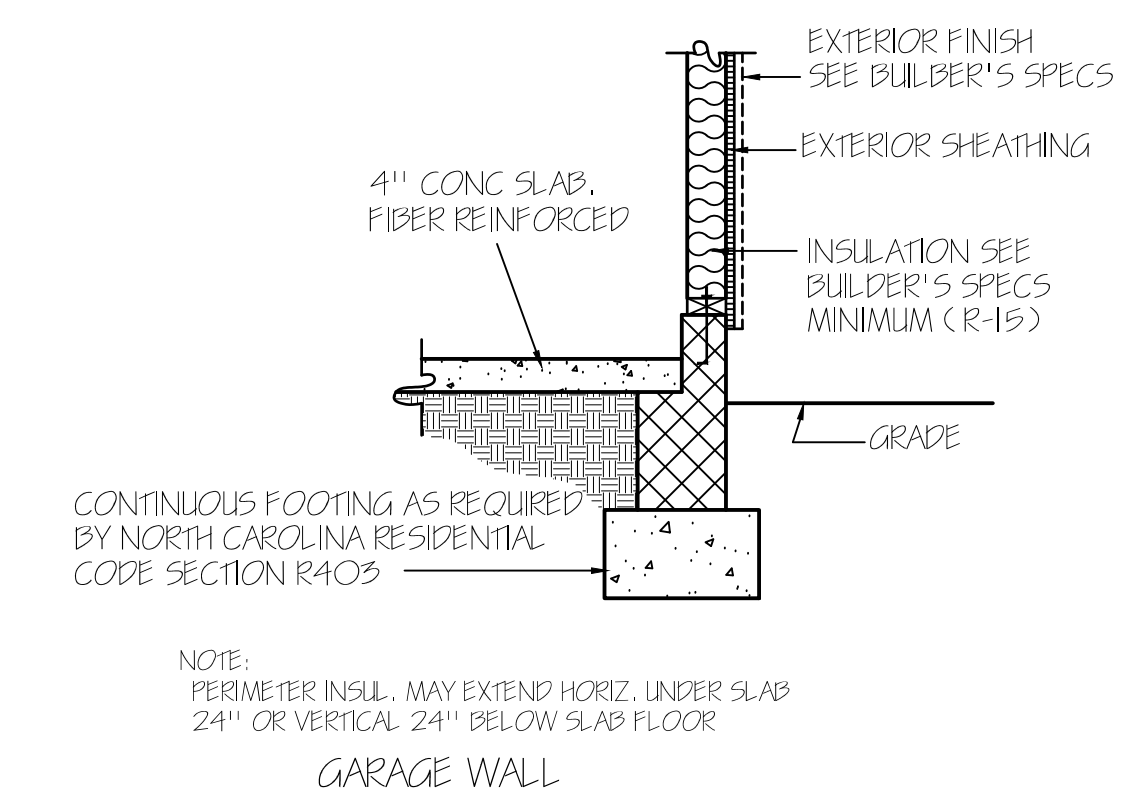 EXTERIOR FINISH
SEE BUILBER'S SPECS
EXTERIOR SHEATHING
4" CONC SLAB.
FIBER REINFORCED
INSULATION SEE
BUILDER'S SPECS
MINIMUM (R-15)
GRADE
CONTINUOUS FOOTING AS REQUIRED
BY NORTH CAROLINA RESIDENTIAL
CODE SECTION R403
NOTE:
PERIMETER INSUL. MAY EXTEND HORIZ. UNDER SLAB
24" OR VERTICAL 24" BELOW SLAB FLOOR
GARAGE WALL